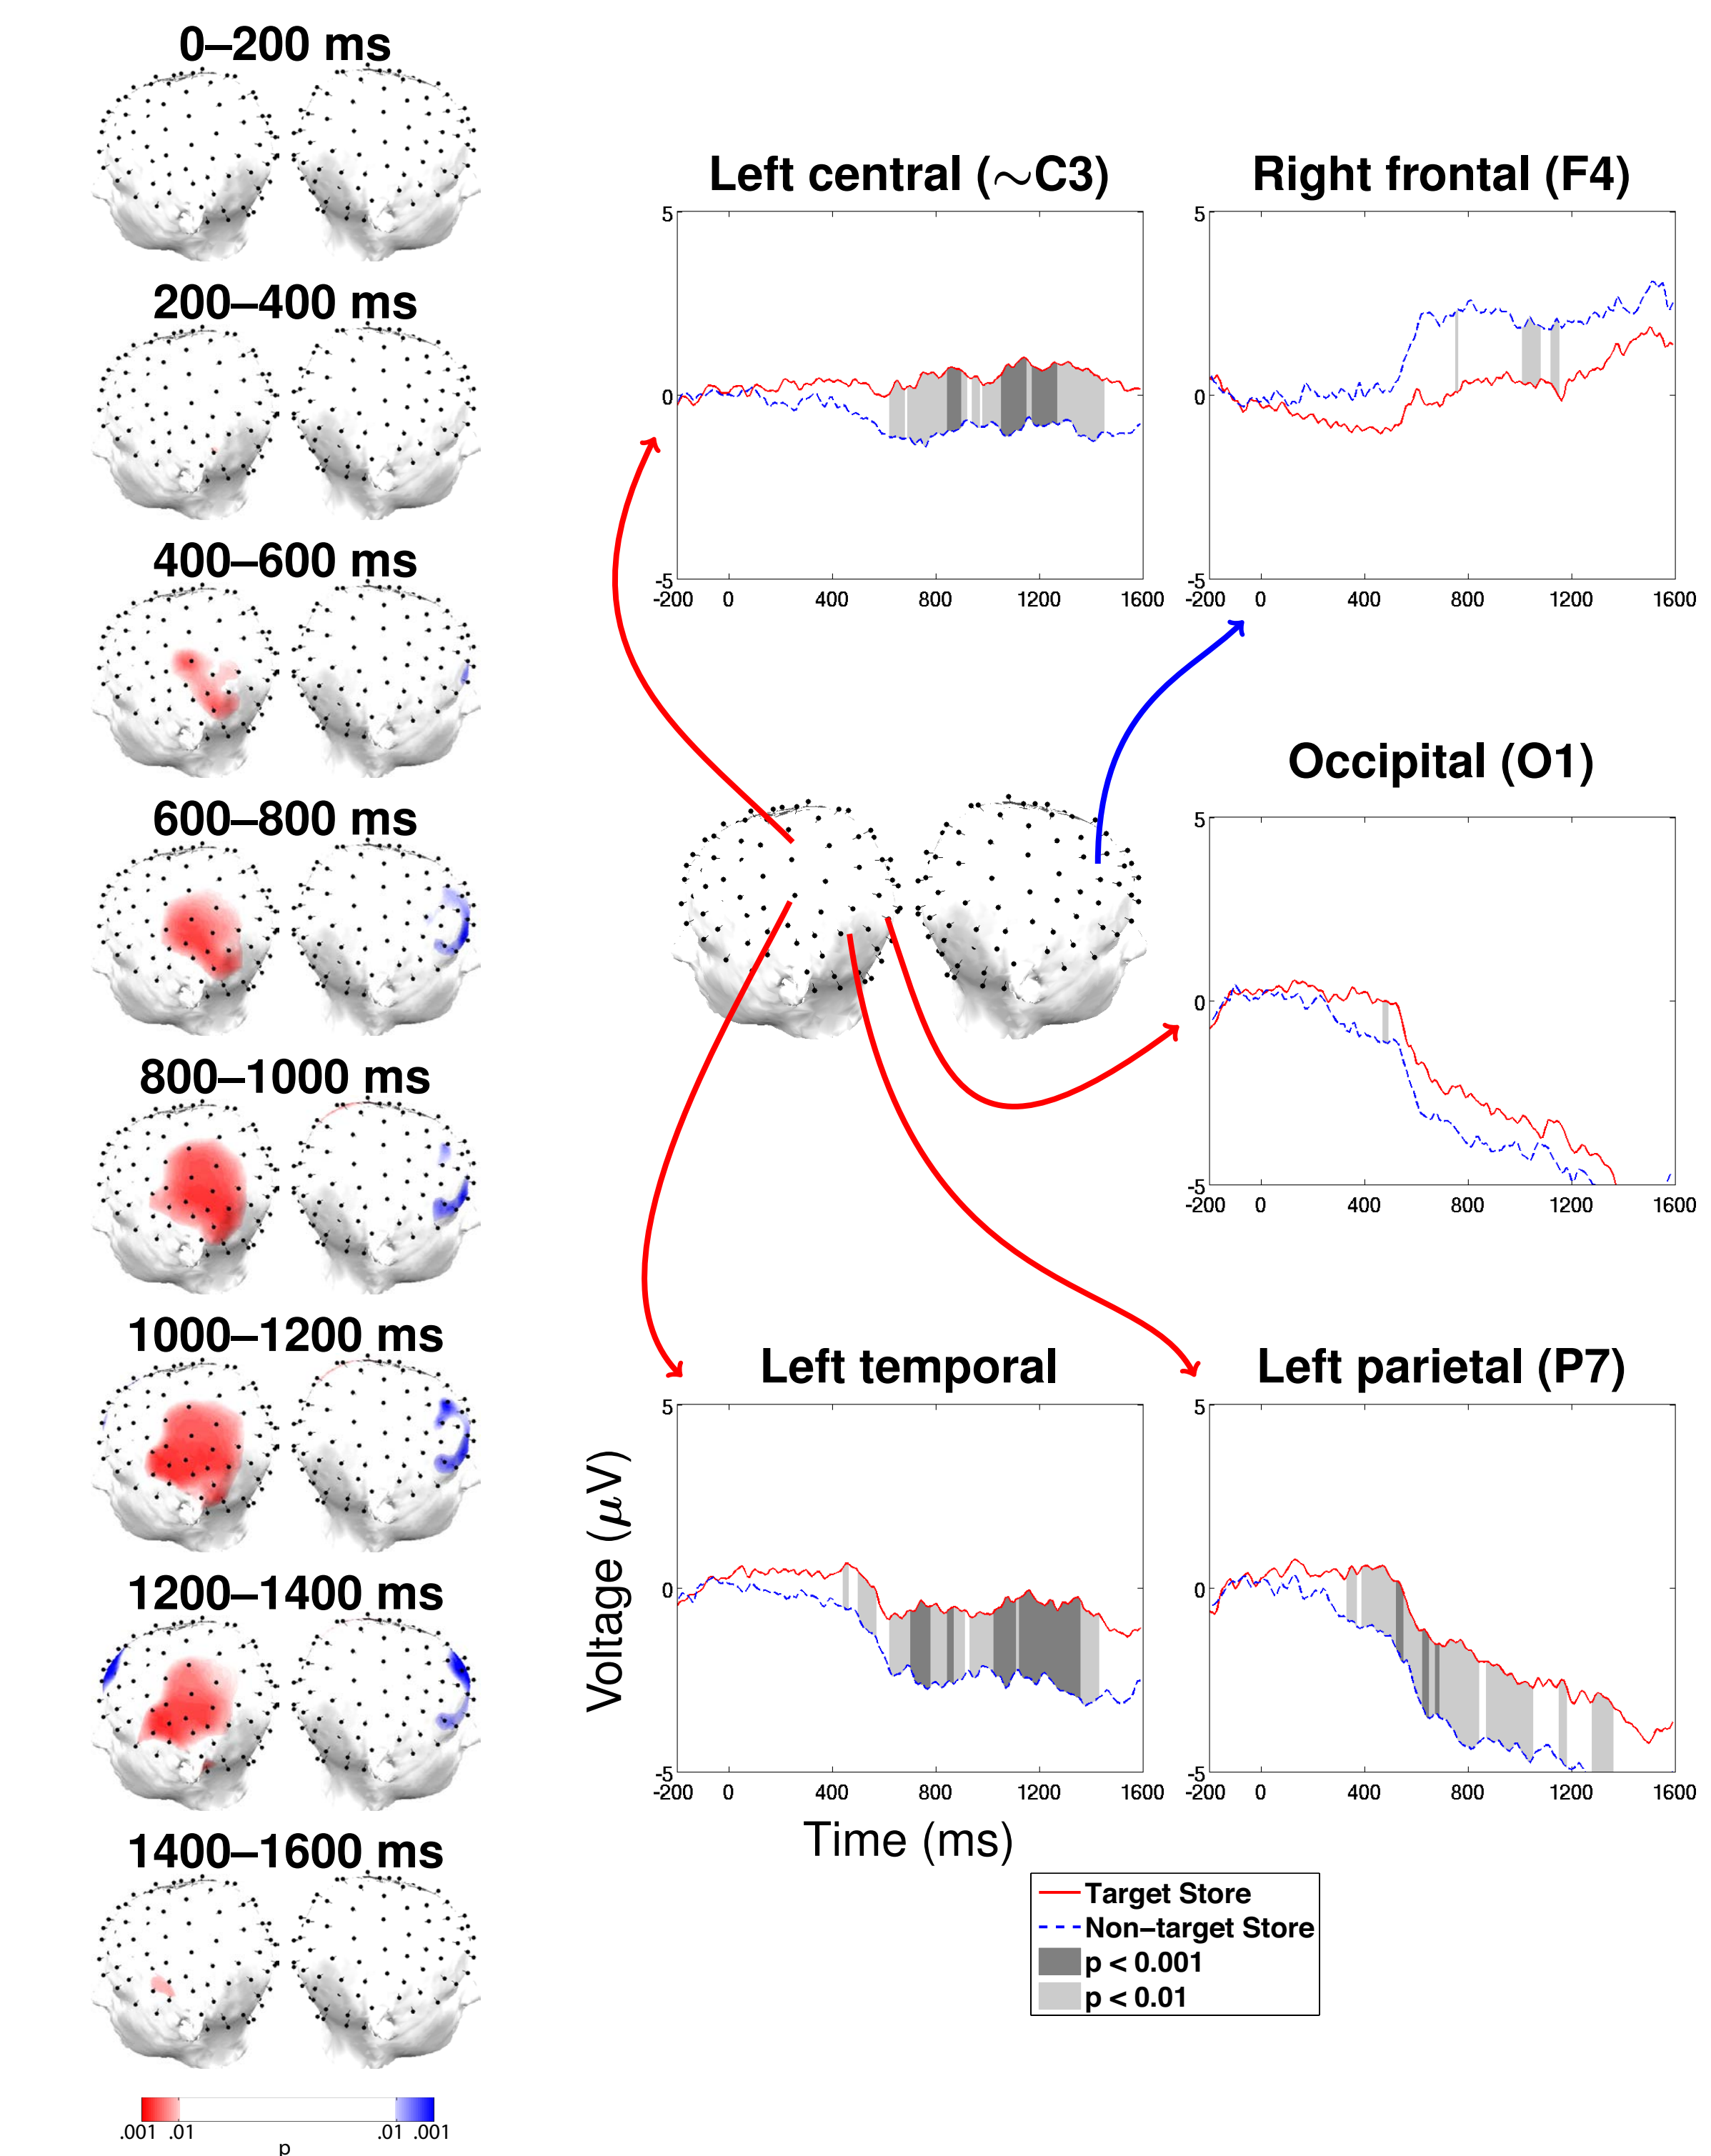 0–200 ms
200–400 ms
400–600 ms
600–800 ms
800–1000 ms
1000–1200 ms
1200–1400 ms
1400–1600 ms
.001 .01 .01 .001
p
Left central (∼C3)
5
0
-5
-200 0 400 800 1200 1600
Right frontal (F4)
5
0
-5
-200 0 400 800 1200 1600
Occipital (O1)
5
0
-5
-200 0 400 800 1200 1600
Left temporal
5
0
-5
-200 0 400 800 1200 1600
Voltage (μV)
Time (ms)
Left parietal (P7)
5
0
-5
-200 0 400 800 1200 1600
Target Store
Non–target Store
p < 0.001
p < 0.01